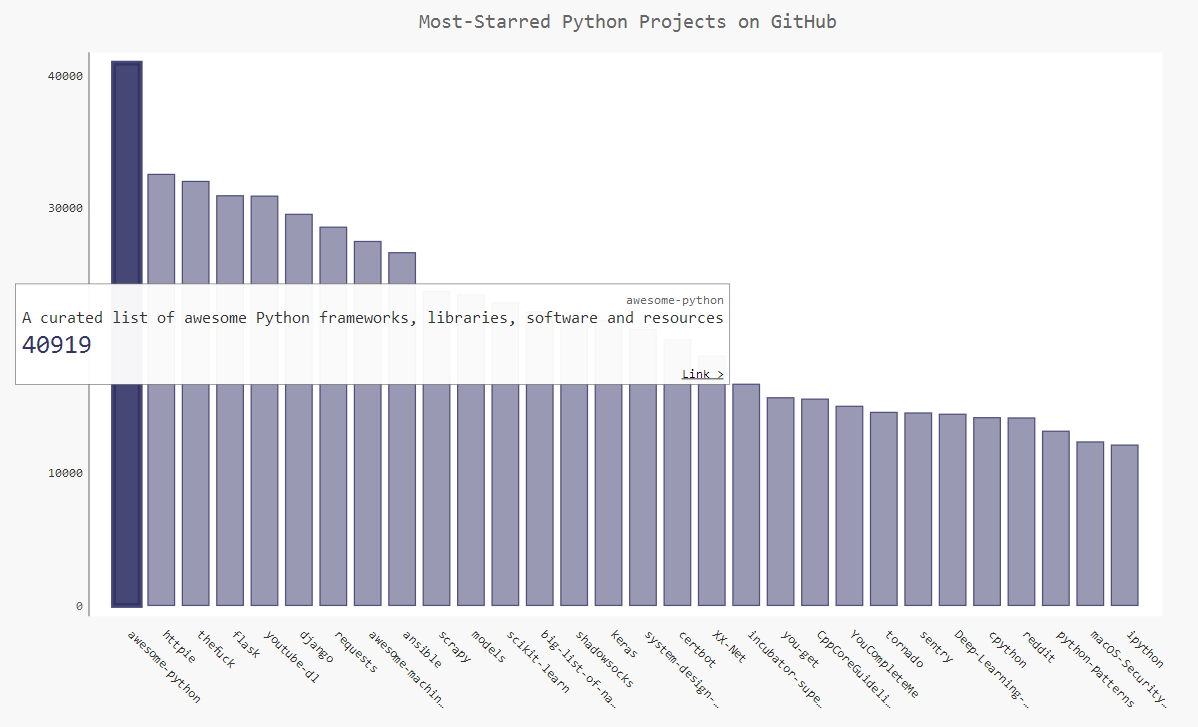 Most-Starred Python Projects on GitHub
40000
30000
awesome-python
A curated list of awesome Python frameworks, libraries, software and resources
40919
Link >
10000
0
awesome-python
httpie
thefuck
flask
youtube-dl
django
requests
awesome-machin…
ansible
scrapy
models
scikit-learn
big-list-of-na…
shadowsocks
keras
system-design-…
certbot
XX-Net
incubator-supe…
you-get
CppCoreGuideli…
YouCompleteMe
tornado
sentry
Deep-Learning-…
cpython
reddit
python-patterns
macOS-Security…
ipython